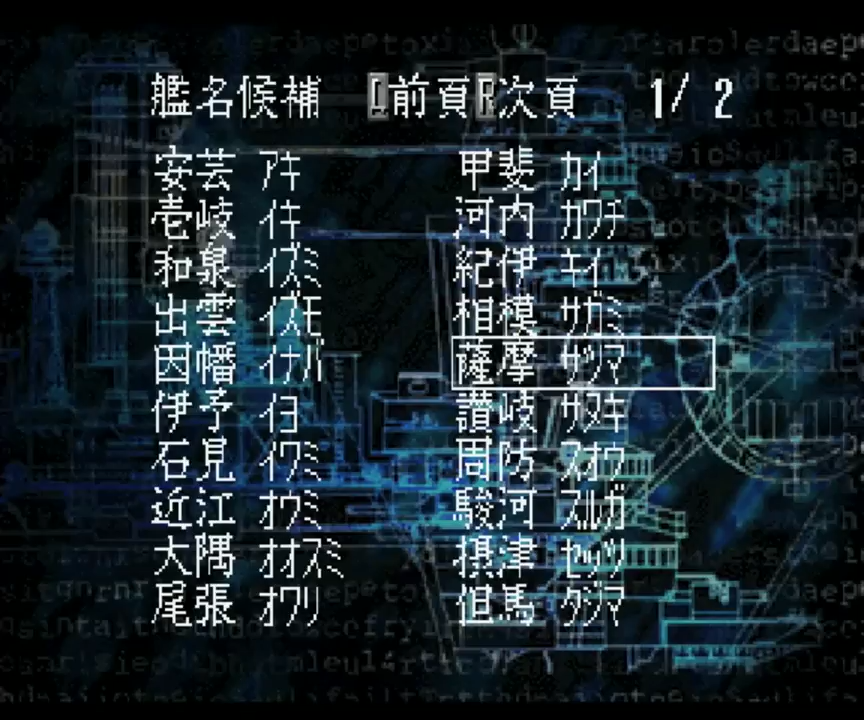 艦名候補 L前頁R次頁 1/ 2
安芸 アキ 甲斐 カイ
壱岐 イキ 河内 カワチ
和泉 イズミ 紀伊 キイ
出雲 イズモ 相模 サガミ
因幡 イナバ 薩摩 サツマ
伊予 イヨ 讃岐 サヌキ
石見 イワミ 周防 スオウ
近江 オウミ 駿河 スルガ
大隅 オオスミ 摂津 セッツ
尾張 オワリ 但馬 タジマ